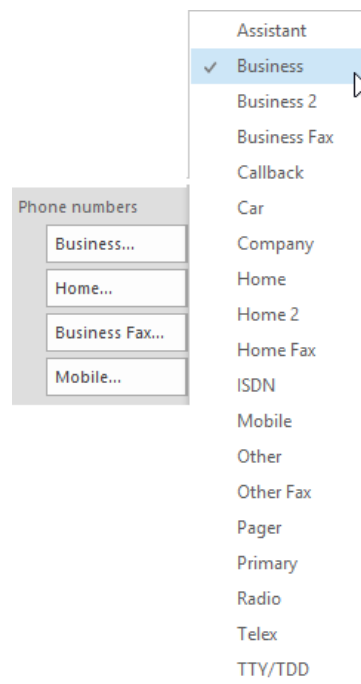 Assistant
Business
Business 2
Business Fax
Callback
Car
Company
Home
Home 2
Home Fax
ISDN
Mobile
Other
Other Fax
Pager
Primary
Radio
Telex
TTY/TDD
Phone numbers
Business...
Home...
Business Fax...
Mobile...